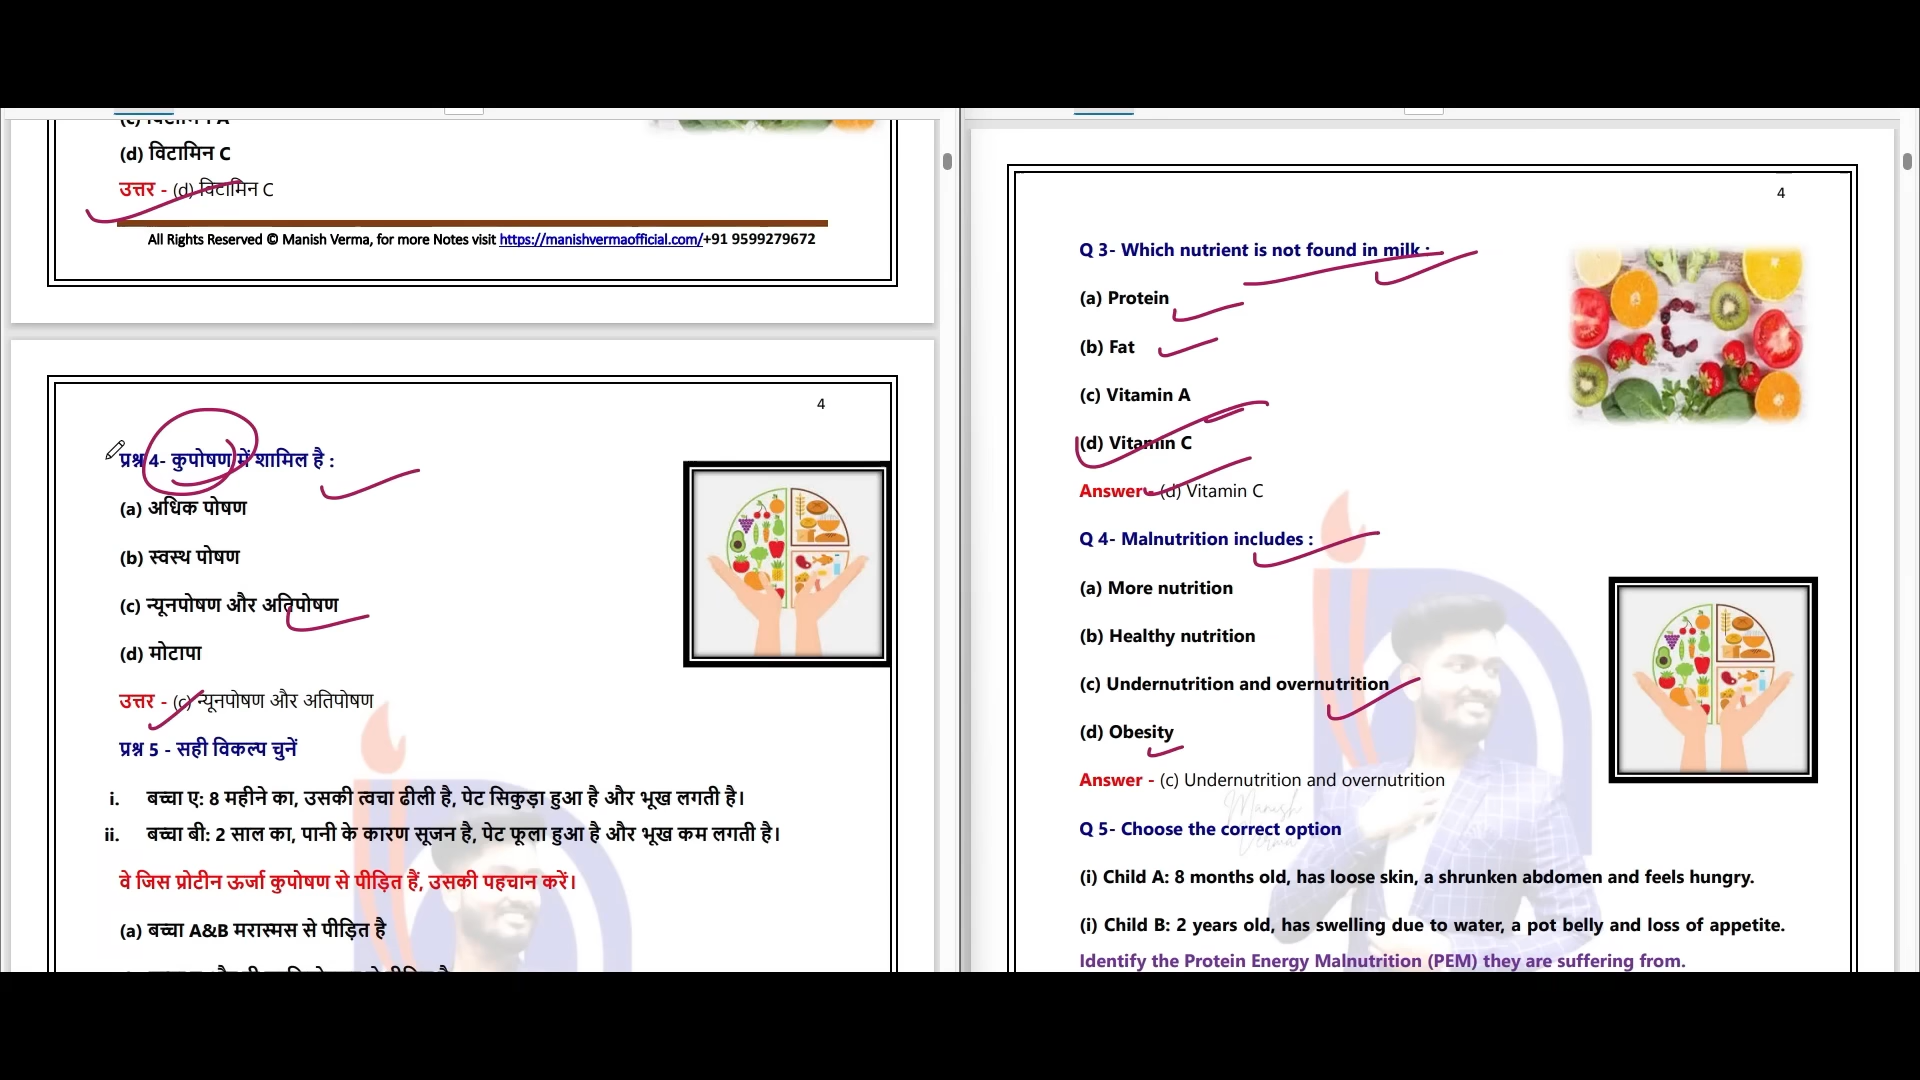 (d) विटामिन C
उत्तर - (d) विटामिन C
All Rights Reserved © Manish Verma, for more Notes visit https://manishvermaofficial.com/+91 9599279672
4
प्रश्न 4- कुपोषण में शामिल है :
(a) अधिक पोषण
(b) स्वस्थ पोषण
(c) न्यूनपोषण और अतिपोषण
(d) मोटापा
उत्तर - (c) न्यूनपोषण और अतिपोषण
प्रश्न 5 - सही विकल्प चुनें
i. बच्चा ए: 8 महीने का, उसकी त्वचा ढीली है, पेट सिकुड़ा हुआ है और भूख लगती है।
ii. बच्चा बी: 2 साल का, पानी के कारण सूजन है, पेट फूला हुआ है और भूख कम लगती है।
वे जिस प्रोटीन ऊर्जा कुपोषण से पीड़ित हैं, उसकी पहचान करें।
(a) बच्चा A&B मरास्मस से पीड़ित है
4
Q 3- Which nutrient is not found in milk :
(a) Protein
(b) Fat
(c) Vitamin A
(d) Vitamin C
Answer - (d) Vitamin C
Q 4- Malnutrition includes :
(a) More nutrition
(b) Healthy nutrition
(c) Undernutrition and overnutrition
(d) Obesity
Answer - (c) Undernutrition and overnutrition
Manish
Verma
Q 5- Choose the correct option
(i) Child A: 8 months old, has loose skin, a shrunken abdomen and feels hungry.
(i) Child B: 2 years old, has swelling due to water, a pot belly and loss of appetite.
Identify the Protein Energy Malnutrition (PEM) they are suffering from.